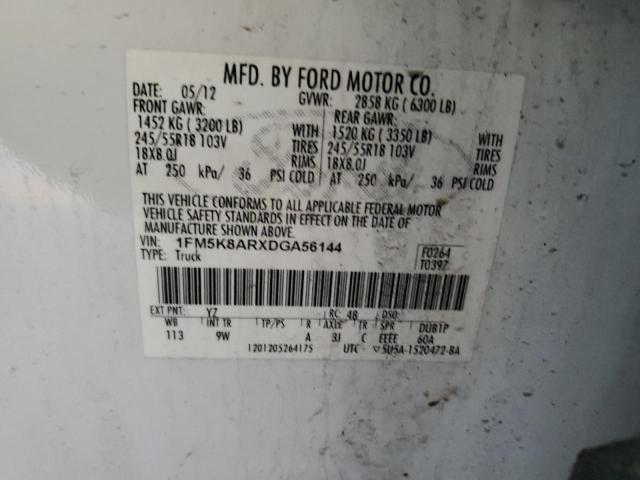 MFD. BY FORD MOTOR CO.
DATE: 05/12 GVWR: 2858 KG ( 6300 LB)
FRONT GAWR: REAR GAWR:
1452 KG ( 3200 LB) WITH 1520 KG ( 3350 LB) WITH
245/55R18 103V TIRES 245/55R18 103V TIRES
18X8.0J RIMS 18X8.0J RIMS
AT 250 kPa/ 36 PSI COLD AT 250 kPa/ 36 PSI COLD
THIS VEHICLE CONFORMS TO ALL APPLICABLE FEDERAL MOTOR
VEHICLE SAFETY STANDARDS IN EFFECT ON THE DATE OF
MANUFACTURE SHOWN ABOVE.
VIN: 1FM5K8ARXDGA56144 F0264
TYPE: Truck T0397
EXT PNT: YZ RC: 48 DSO:
WB INT TR TP/PS R AXLE TR SPR DUBTP
113 9W A 3J C EEEE 60A
1201205264175 UTC 5U5A-1520472-BA